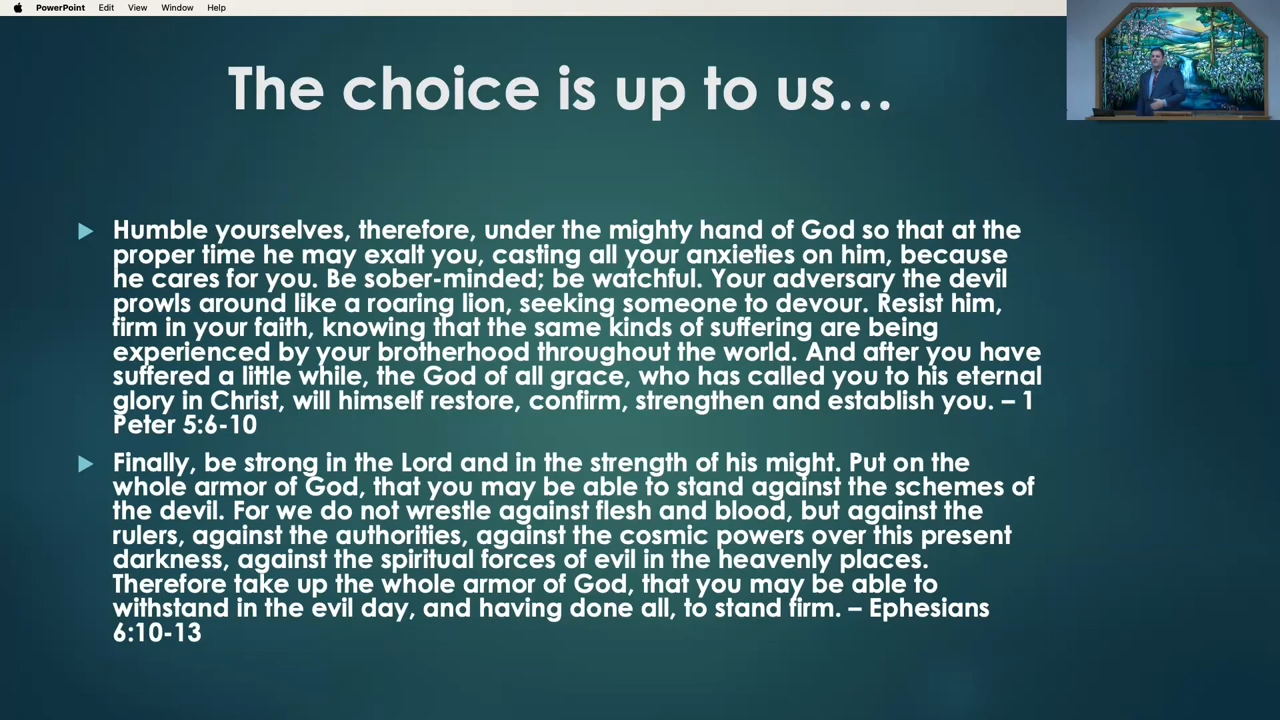 PowerPoint Edit View Window Help
The choice is up to us...
Humble yourselves, therefore, under the mighty hand of God so that at the
proper time he may exalt you, casting all your anxieties on him, because
he cares for you. Be sober-minded; be watchful. Your adversary the devil
prowls around like a roaring lion, seeking someone to devour. Resist him,
firm in your faith, knowing that the same kinds of suffering are being
experienced by your brotherhood throughout the world. And after you have
suffered a little while, the God of all grace, who has called you to his eternal
glory in Christ, will himself restore, confirm, strengthen and establish you. – 1
Peter 5:6-10
Finally, be strong in the Lord and in the strength of his might. Put on the
whole armor of God, that you may be able to stand against the schemes of
the devil. For we do not wrestle against flesh and blood, but against the
rulers, against the authorities, against the cosmic powers over this present
darkness, against the spiritual forces of evil in the heavenly places.
Therefore take up the whole armor of God, that you may be able to
withstand in the evil day, and having done all, to stand firm. – Ephesians
6:10-13